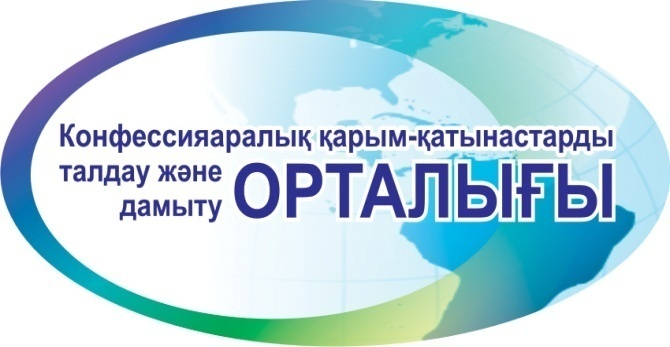 Конфессияаралық қарым-қатынастарды
талдау және
дамыту ОРТАЛЫҒЫ